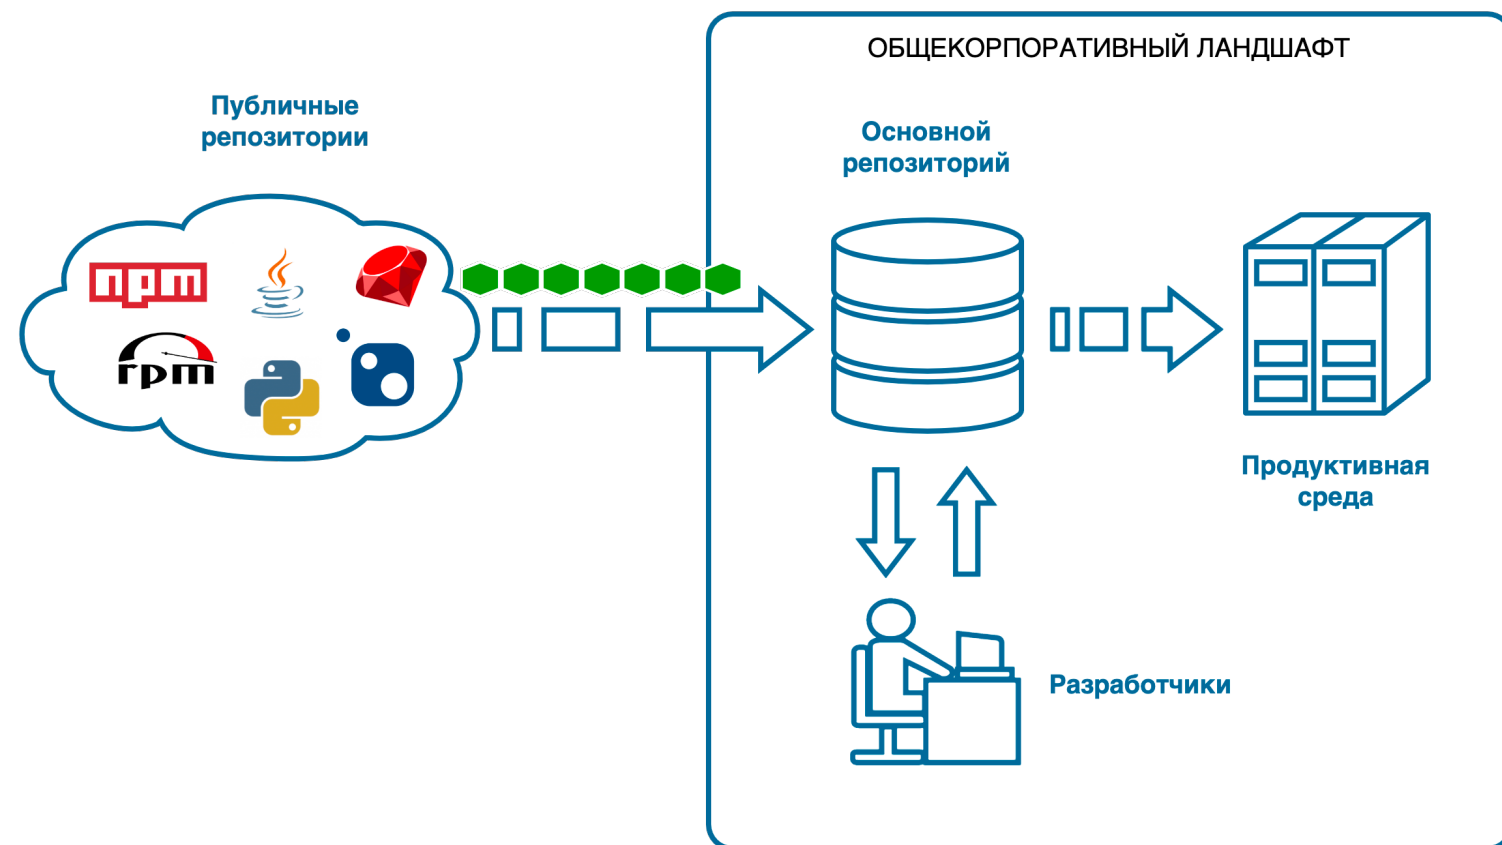 ОБЩЕКОРПОРАТИВНЫЙ ЛАНДШАФТ
Публичные
репозитории
Основной
репозиторий
npm
rpm
Продуктивная
среда
Разработчики